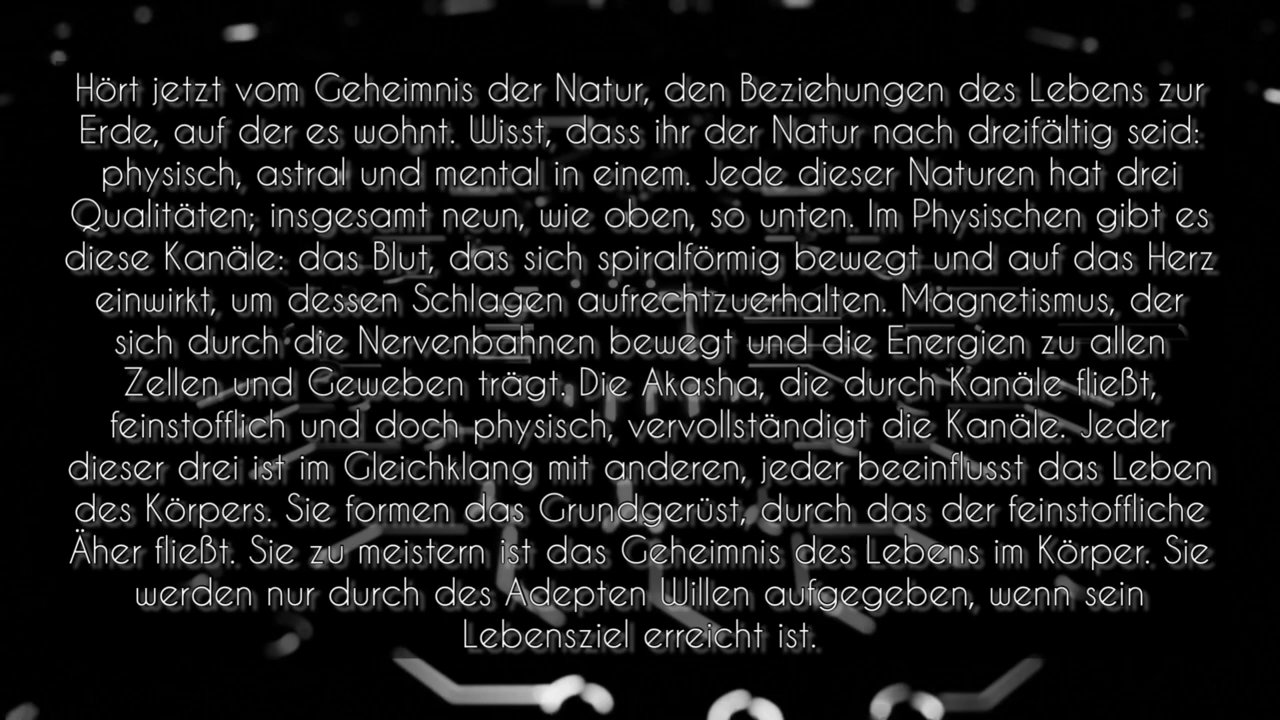 Hört jetzt vom Geheimnis der Natur, den Beziehungen des Lebens zur
Erde, auf der es wohnt. Wisst, dass ihr der Natur nach dreifältig seid:
physisch, astral und mental in einem. Jede dieser Naturen hat drei
Qualitäten; insgesamt neun, wie oben, so unten. Im Physischen gibt es
diese Kanäle: das Blut, das sich spiralförmig bewegt und auf das Herz
einwirkt, um dessen Schlagen aufrechtzuerhalten. Magnetismus, der
sich durch die Nervenbahnen bewegt und die Energien zu allen
Zellen und Geweben trägt. Die Akasha, die durch Kanäle fließt,
feinstofflich und doch physisch, vervollständigt die Kanäle. Jeder
dieser drei ist im Gleichklang mit anderen, jeder beeinflusst das Leben
des Körpers. Sie formen das Grundgerüst, durch das der feinstoffliche
Äher fließt. Sie zu meistern ist das Geheimnis des Lebens im Körper. Sie
werden nur durch des Adepten Willen aufgegeben, wenn sein
Lebensziel erreicht ist.